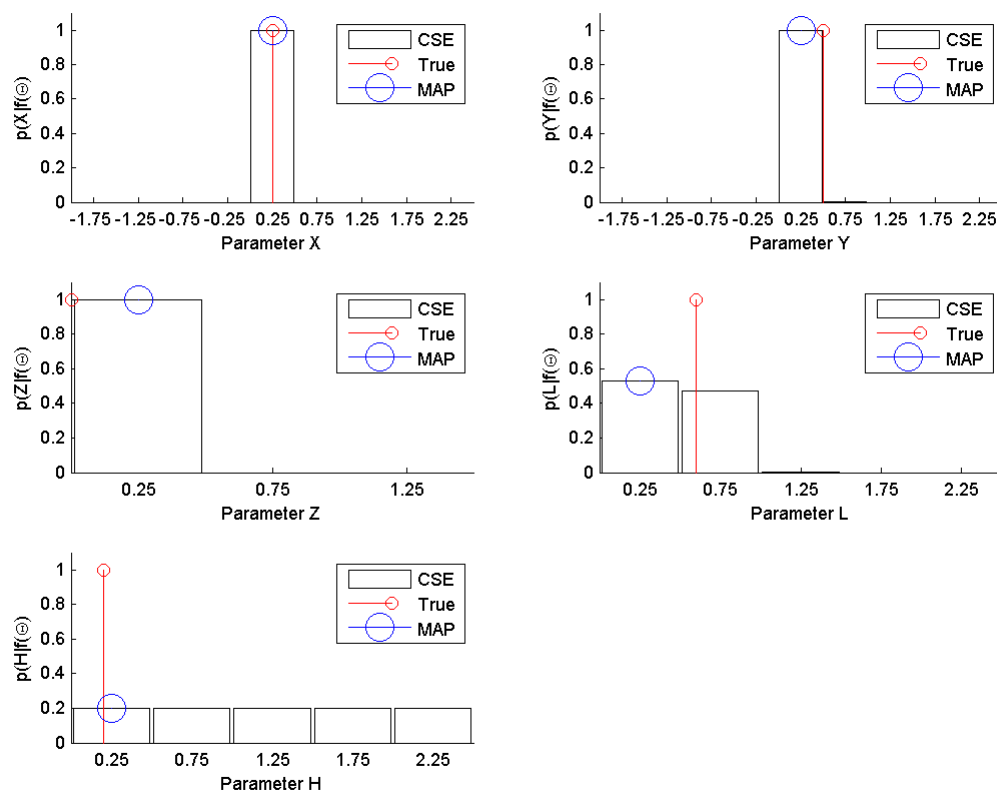 1
0.8
0.6
0.4
0.2
0
p(X|f(Θ)
-1.75 -1.25 -0.75 -0.25 0.25 0.75 1.25 1.75 2.25
Parameter X
CSE
True
MAP
1
0.8
0.6
0.4
0.2
0
p(Y|f(Θ)
-1.75 -1.25 -0.75 -0.25 0.25 0.75 1.25 1.75 2.25
Parameter Y
CSE
True
MAP
1
0.8
0.6
0.4
0.2
0
p(Z|f(Θ)
0.25 0.75 1.25
Parameter Z
CSE
True
MAP
1
0.8
0.6
0.4
0.2
0
p(L|f(Θ)
0.25 0.75 1.25 1.75 2.25
Parameter L
CSE
True
MAP
1
0.8
0.6
0.4
0.2
0
p(H|f(Θ)
0.25 0.75 1.25 1.75 2.25
Parameter H
CSE
True
MAP